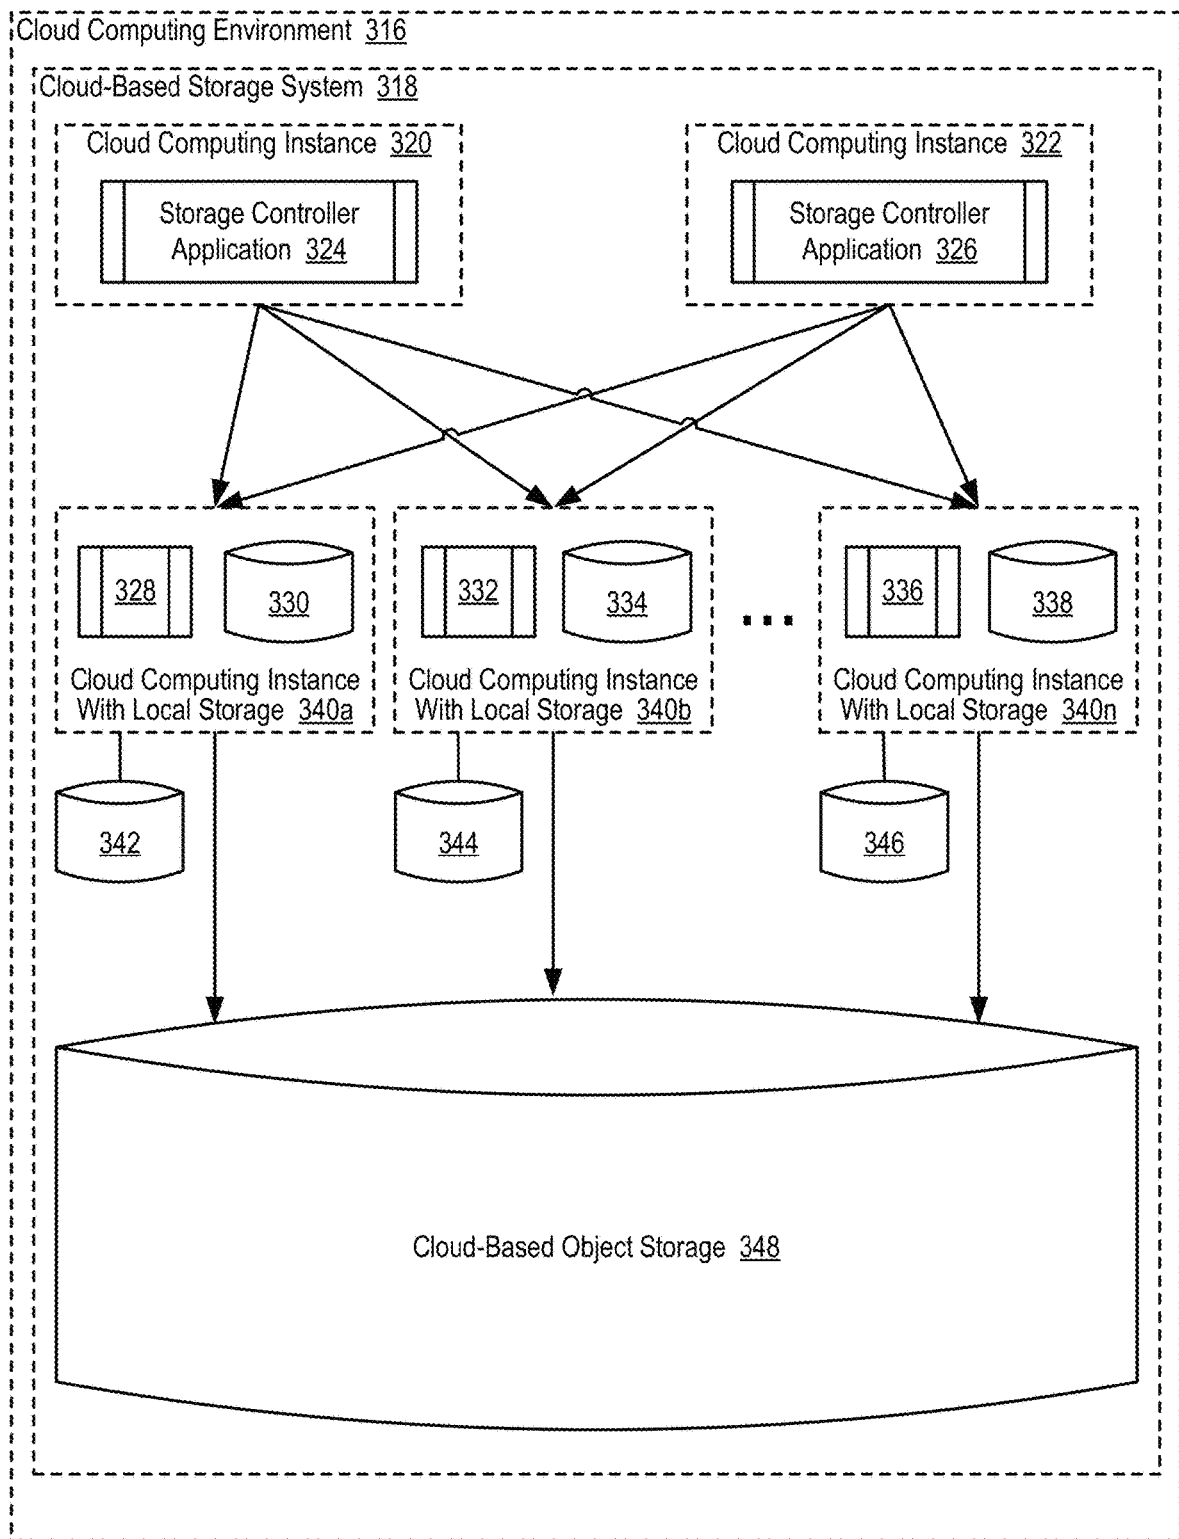 Cloud Computing Environment 316
Cloud-Based Storage System 318
Cloud Computing Instance 320
Storage Controller
Application 324
Cloud Computing Instance 322
Storage Controller
Application 326
328
330
Cloud Computing Instance
With Local Storage 340a
332
334
Cloud Computing Instance
With Local Storage 340b
...
336
338
Cloud Computing Instance
With Local Storage 340n
342
344
346
Cloud-Based Object Storage 348